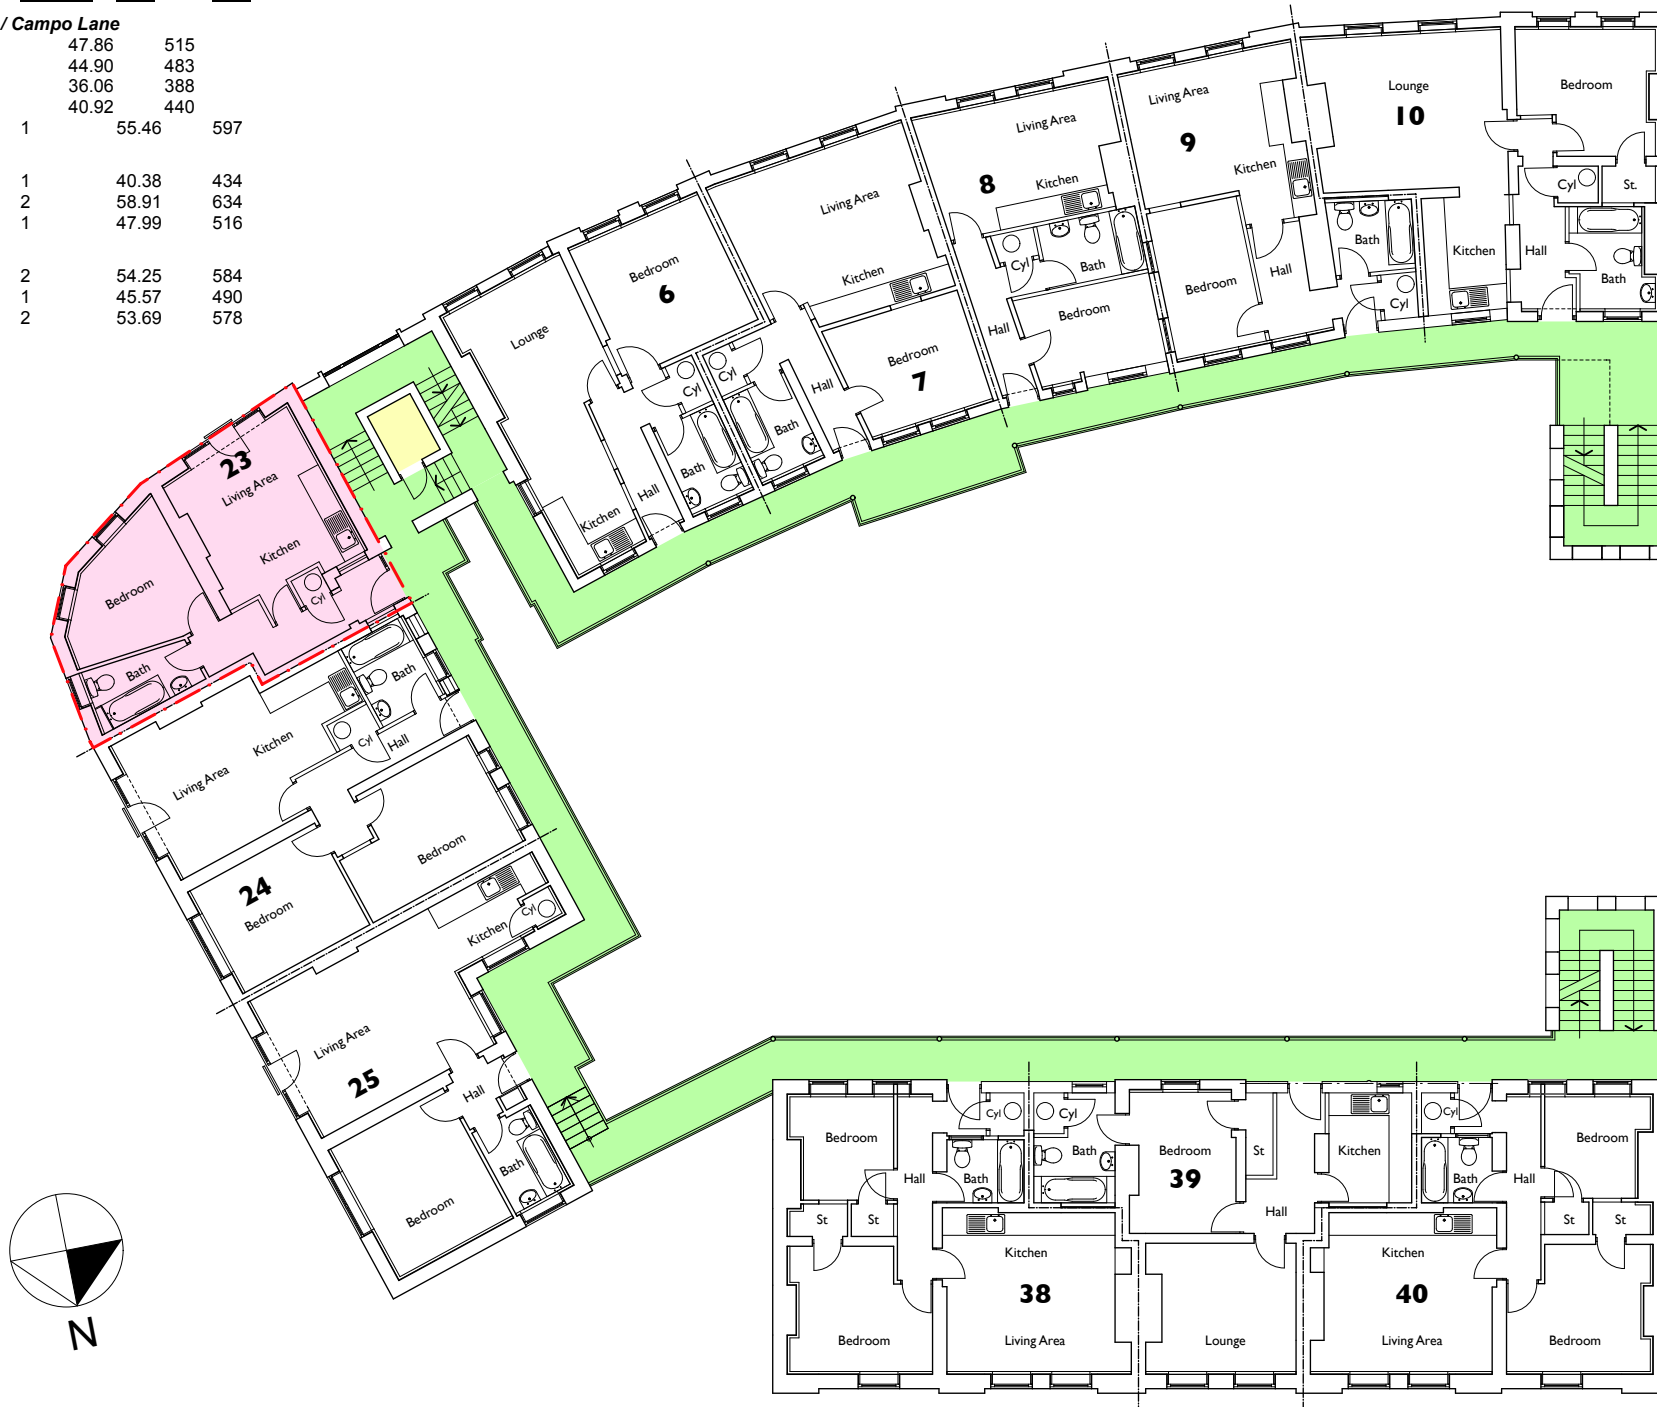 / Campo Lane
47.86 515
44.90 483
36.06 388
40.92 440
1 55.46 597
1 40.38 434
2 58.91 634
1 47.99 516
2 54.25 584
1 45.57 490
2 53.69 578
Lounge
Kitchen
Hall
Bath
Cyl
Bedroom
6
Living Area
Kitchen
Cyl
Hall
Bath
Bedroom
7
Living Area
8
Kitchen
Cyl
Bath
Hall
Bedroom
Living Area
9
Kitchen
Bedroom
Hall
Bath
Cyl
Lounge
10
Kitchen
Hall
Bedroom
Cyl
St.
Bath
23
Living Area
Kitchen
Bedroom
Cyl
Bath
Bath
Kitchen
Cyl
Hall
Living Area
Bedroom
24
Bedroom
Cyl
Kitchen
Living Area
25
Hall
Bath
Bedroom
N
Bedroom
Hall
Cyl
Bath
St
St
Kitchen
38
Bedroom
Living Area
Cyl
Bath
Bedroom
39
St
Hall
Kitchen
Lounge
Cyl
Bath
Hall
Bedroom
St
St
Kitchen
40
Living Area
Bedroom